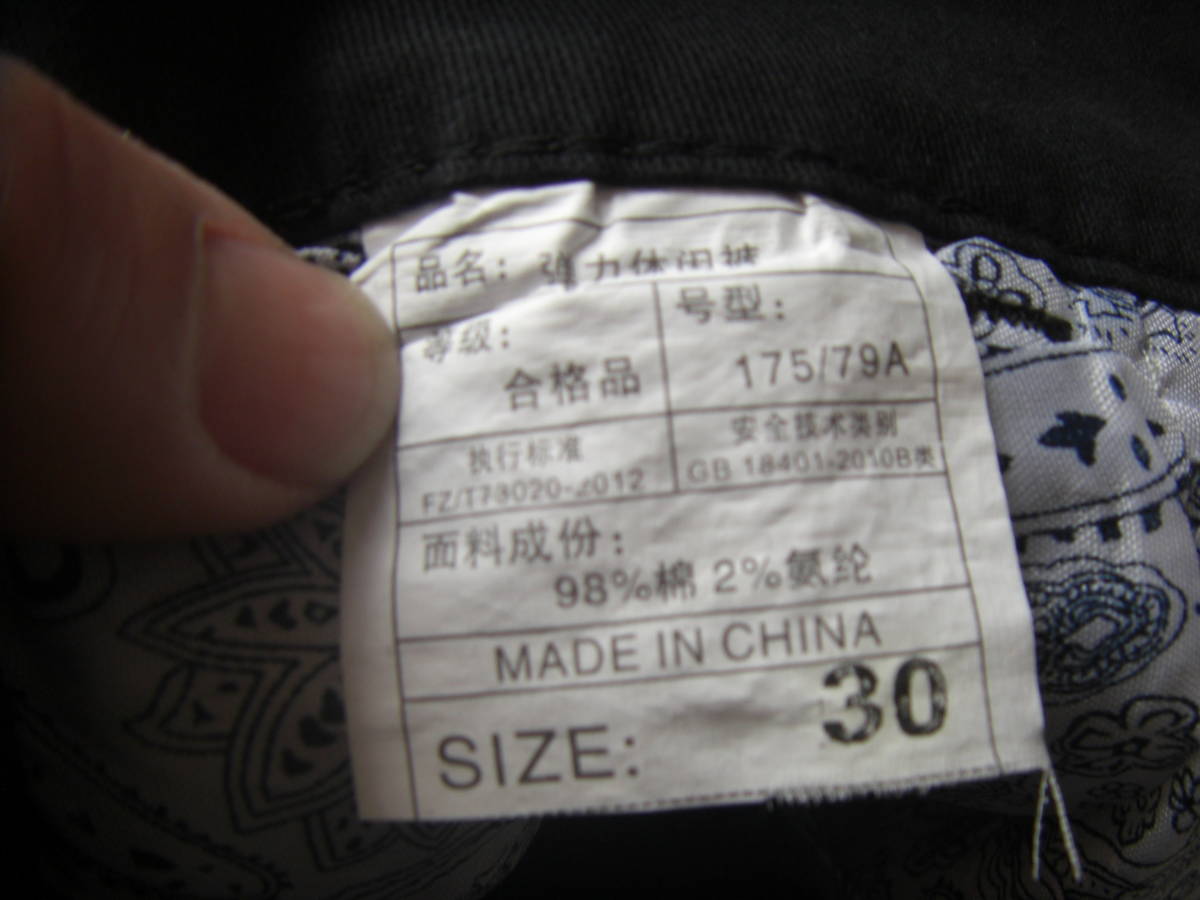 品名: 弹力休闲裤
等级:
合格品
号型:
175/79A
执行标准
FZ/T73020-2012
安全技术类别
GB 18401-2010B类
面料成份:
98%棉 2%氨纶
MADE IN CHINA
SIZE: 30